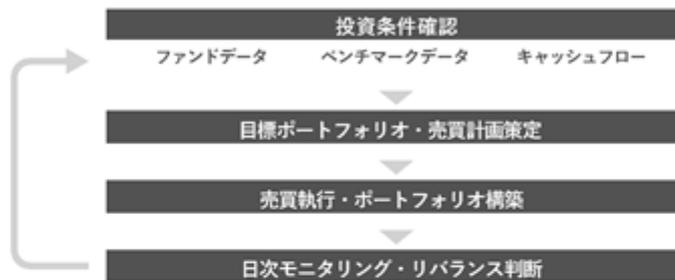 投資条件確認
ファンドデータ ベンチマークデータ キャッシュフロー
目標ポートフォリオ・売買計画策定
売買執行・ポートフォリオ構築
日次モニタリング・リバランス判断